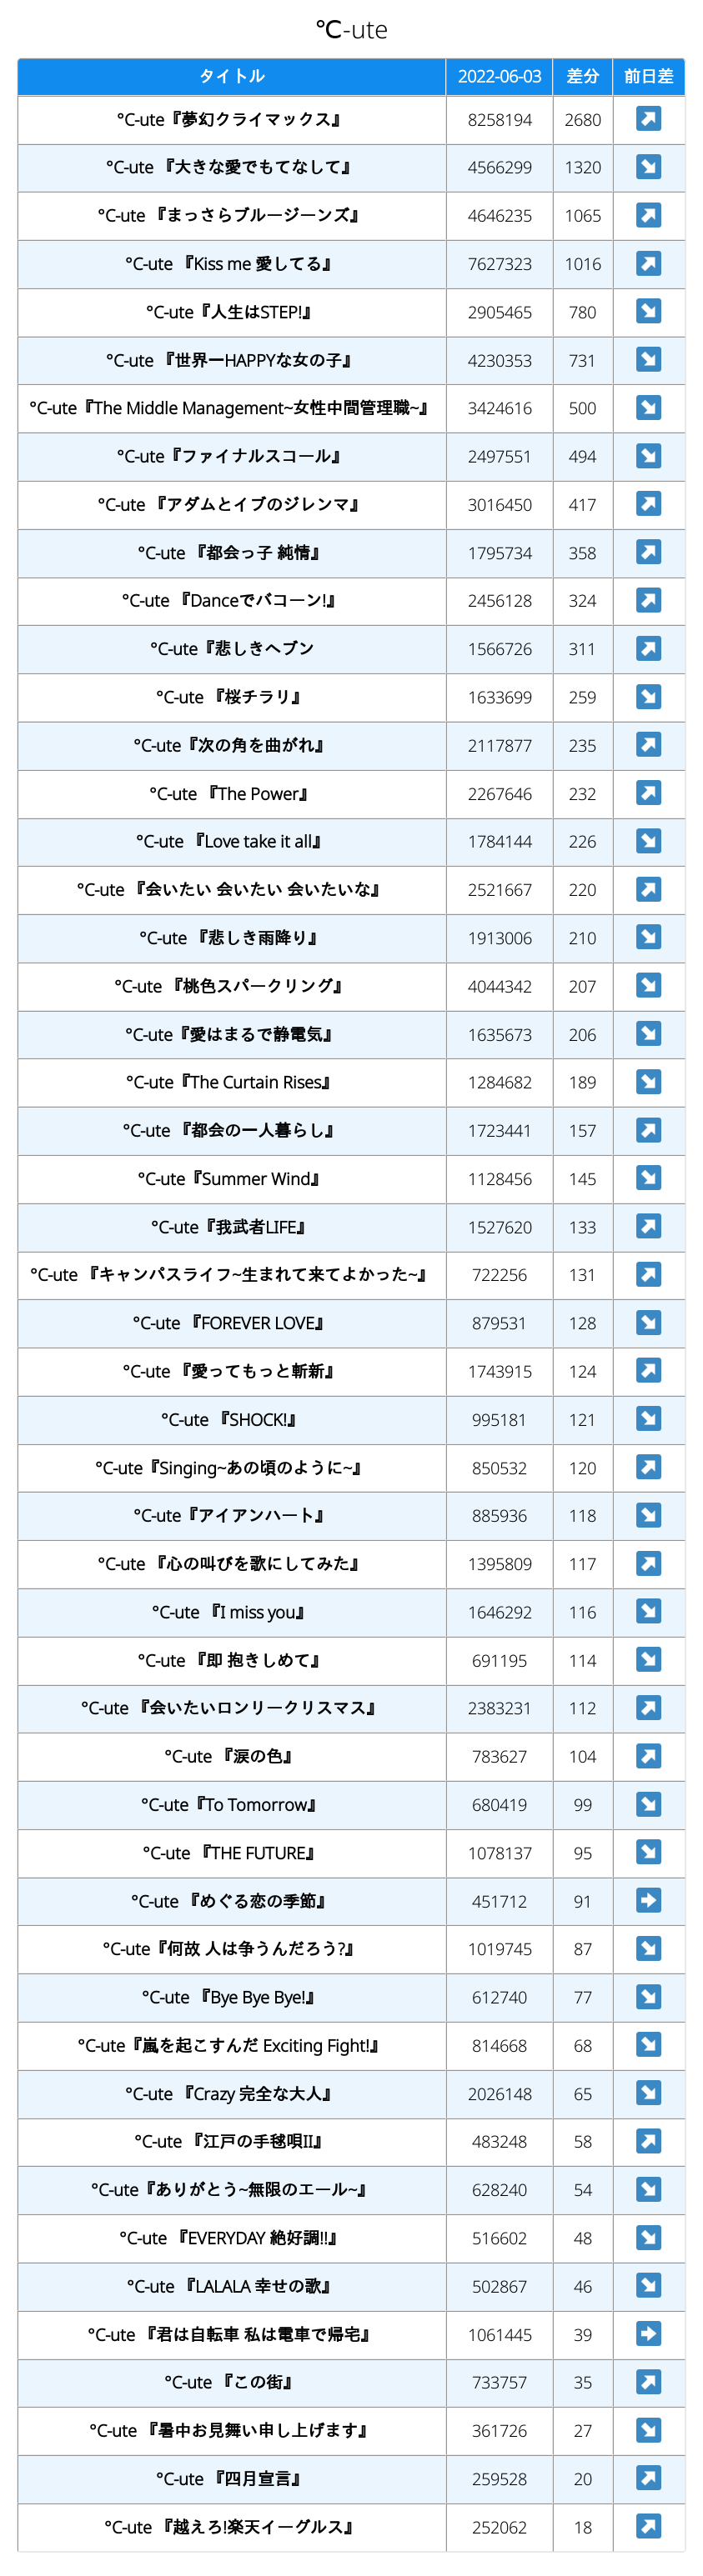 ℃-ute
タイトル 2022-06-03 差分 前日差
°C-ute『夢幻クライマックス』 8258194 2680 ↗
°C-ute 『大きな愛でもてなして』 4566299 1320 ↘
°C-ute 『まっさらブルージーンズ』 4646235 1065 ↗
°C-ute 『Kiss me 愛してる』 7627323 1016 ↗
°C-ute『人生はSTEP!』 2905465 780 ↘
°C-ute 『世界一HAPPYな女の子』 4230353 731 ↘
°C-ute『The Middle Management~女性中間管理職~』 3424616 500 ↘
°C-ute『ファイナルスコール』 2497551 494 ↘
°C-ute 『アダムとイブのジレンマ』 3016450 417 ↗
°C-ute 『都会っ子 純情』 1795734 358 ↗
°C-ute 『Danceでバコーン!』 2456128 324 ↗
°C-ute『悲しきヘブン 1566726 311 ↗
°C-ute 『桜チラリ』 1633699 259 ↘
°C-ute『次の角を曲がれ』 2117877 235 ↗
°C-ute 『The Power』 2267646 232 ↗
°C-ute 『Love take it all』 1784144 226 ↘
°C-ute 『会いたい 会いたい 会いたいな』 2521667 220 ↗
°C-ute 『悲しき雨降り』 1913006 210 ↘
°C-ute 『桃色スパークリング』 4044342 207 ↘
°C-ute『愛はまるで静電気』 1635673 206 ↘
°C-ute『The Curtain Rises』 1284682 189 ↘
°C-ute 『都会の一人暮らし』 1723441 157 ↗
°C-ute『Summer Wind』 1128456 145 ↘
°C-ute『我武者LIFE』 1527620 133 ↗
°C-ute 『キャンパスライフ~生まれて来てよかった~』 722256 131 ↗
°C-ute 『FOREVER LOVE』 879531 128 ↘
°C-ute 『愛ってもっと斬新』 1743915 124 ↗
°C-ute 『SHOCK!』 995181 121 ↘
°C-ute『Singing~あの頃のように~』 850532 120 ↗
°C-ute『アイアンハート』 885936 118 ↘
°C-ute 『心の叫びを歌にしてみた』 1395809 117 ↗
°C-ute 『I miss you』 1646292 116 ↘
°C-ute 『即 抱きしめて』 691195 114 ↘
°C-ute 『会いたいロンリークリスマス』 2383231 112 ↗
°C-ute 『涙の色』 783627 104 ↗
°C-ute『To Tomorrow』 680419 99 ↘
°C-ute 『THE FUTURE』 1078137 95 ↘
°C-ute 『めぐる恋の季節』 451712 91 →
°C-ute『何故 人は争うんだろう?』 1019745 87 ↘
°C-ute 『Bye Bye Bye!』 612740 77 ↘
°C-ute『嵐を起こすんだ Exciting Fight!』 814668 68 ↘
°C-ute 『Crazy 完全な大人』 2026148 65 ↘
°C-ute 『江戸の手毬唄II』 483248 58 ↗
°C-ute『ありがとう~無限のエール~』 628240 54 ↘
°C-ute 『EVERYDAY 絶好調!!』 516602 48 ↘
°C-ute 『LALALA 幸せの歌』 502867 46 ↘
°C-ute 『君は自転車 私は電車で帰宅』 1061445 39 →
°C-ute 『この街』 733757 35 ↗
°C-ute 『暑中お見舞い申し上げます』 361726 27 ↘
°C-ute 『四月宣言』 259528 20 ↗
°C-ute 『越えろ!楽天イーグルス』 252062 18 ↗